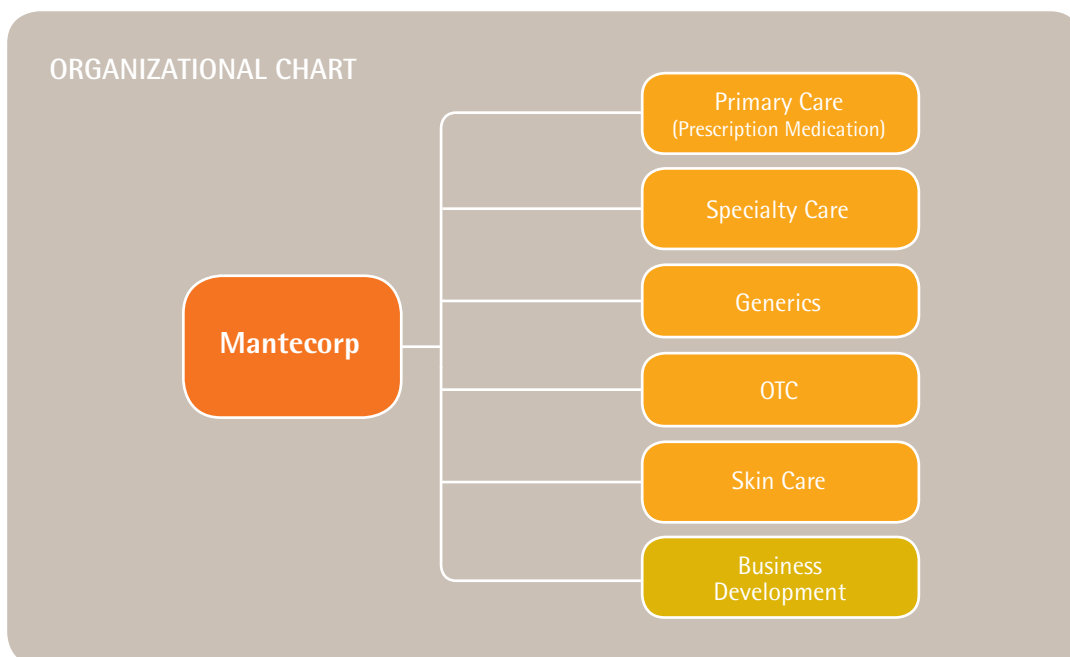 ORGANIZATIONAL CHART
Primary Care
(Prescription Medication)
Specialty Care
Generics
Mantecorp
OTC
Skin Care
Business
Development